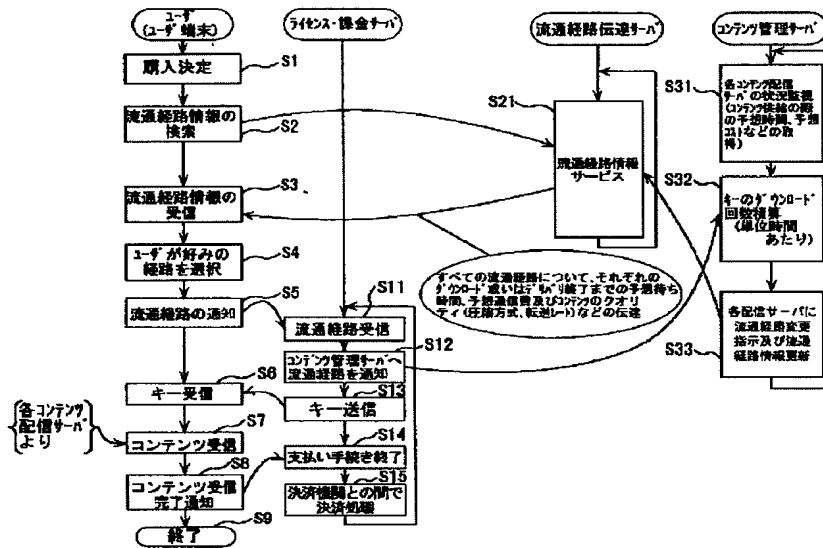 ユーザ
(ユーザ端末)
S1
購入決定
流通経路情報の
検索
S2
S3
流通経路情報の
受信
S4
ユーザが好みの
経路を選択
S5
流通経路の通知
S6
キー受信
各コンテンツ
配信サーバ
より
S7
コンテンツ受信
S8
コンテンツ受信
完了通知
S9
終了
ライセンス・課金サーバ
S11
流通経路受信
S12
コンテンツ管理サーバへ
流通経路を通知
S13
キー送信
S14
支払い手続き終了
S15
決済機関との間で
決済処理
流通経路伝達サーバ
S21
流通経路情報
サービス
すべての流通経路について、それぞれの
ダウンロード或いはデリバリ終了までの予想待ち
時間、予想通信費及びコンテンツのクオリ
ティ(圧縮方式、転送レート)などの伝達
コンテンツ管理サーバ
S31
各コンテンツ配信
サーバの状況監視
(コンテンツ供給の際
の予想時間、予想
コストなどの取
得)
S32
キーのダウンロード
回数積算
(単位時間
あたり)
各配信サーバに
流通経路変更
指示及び流通
経路情報更新
S33